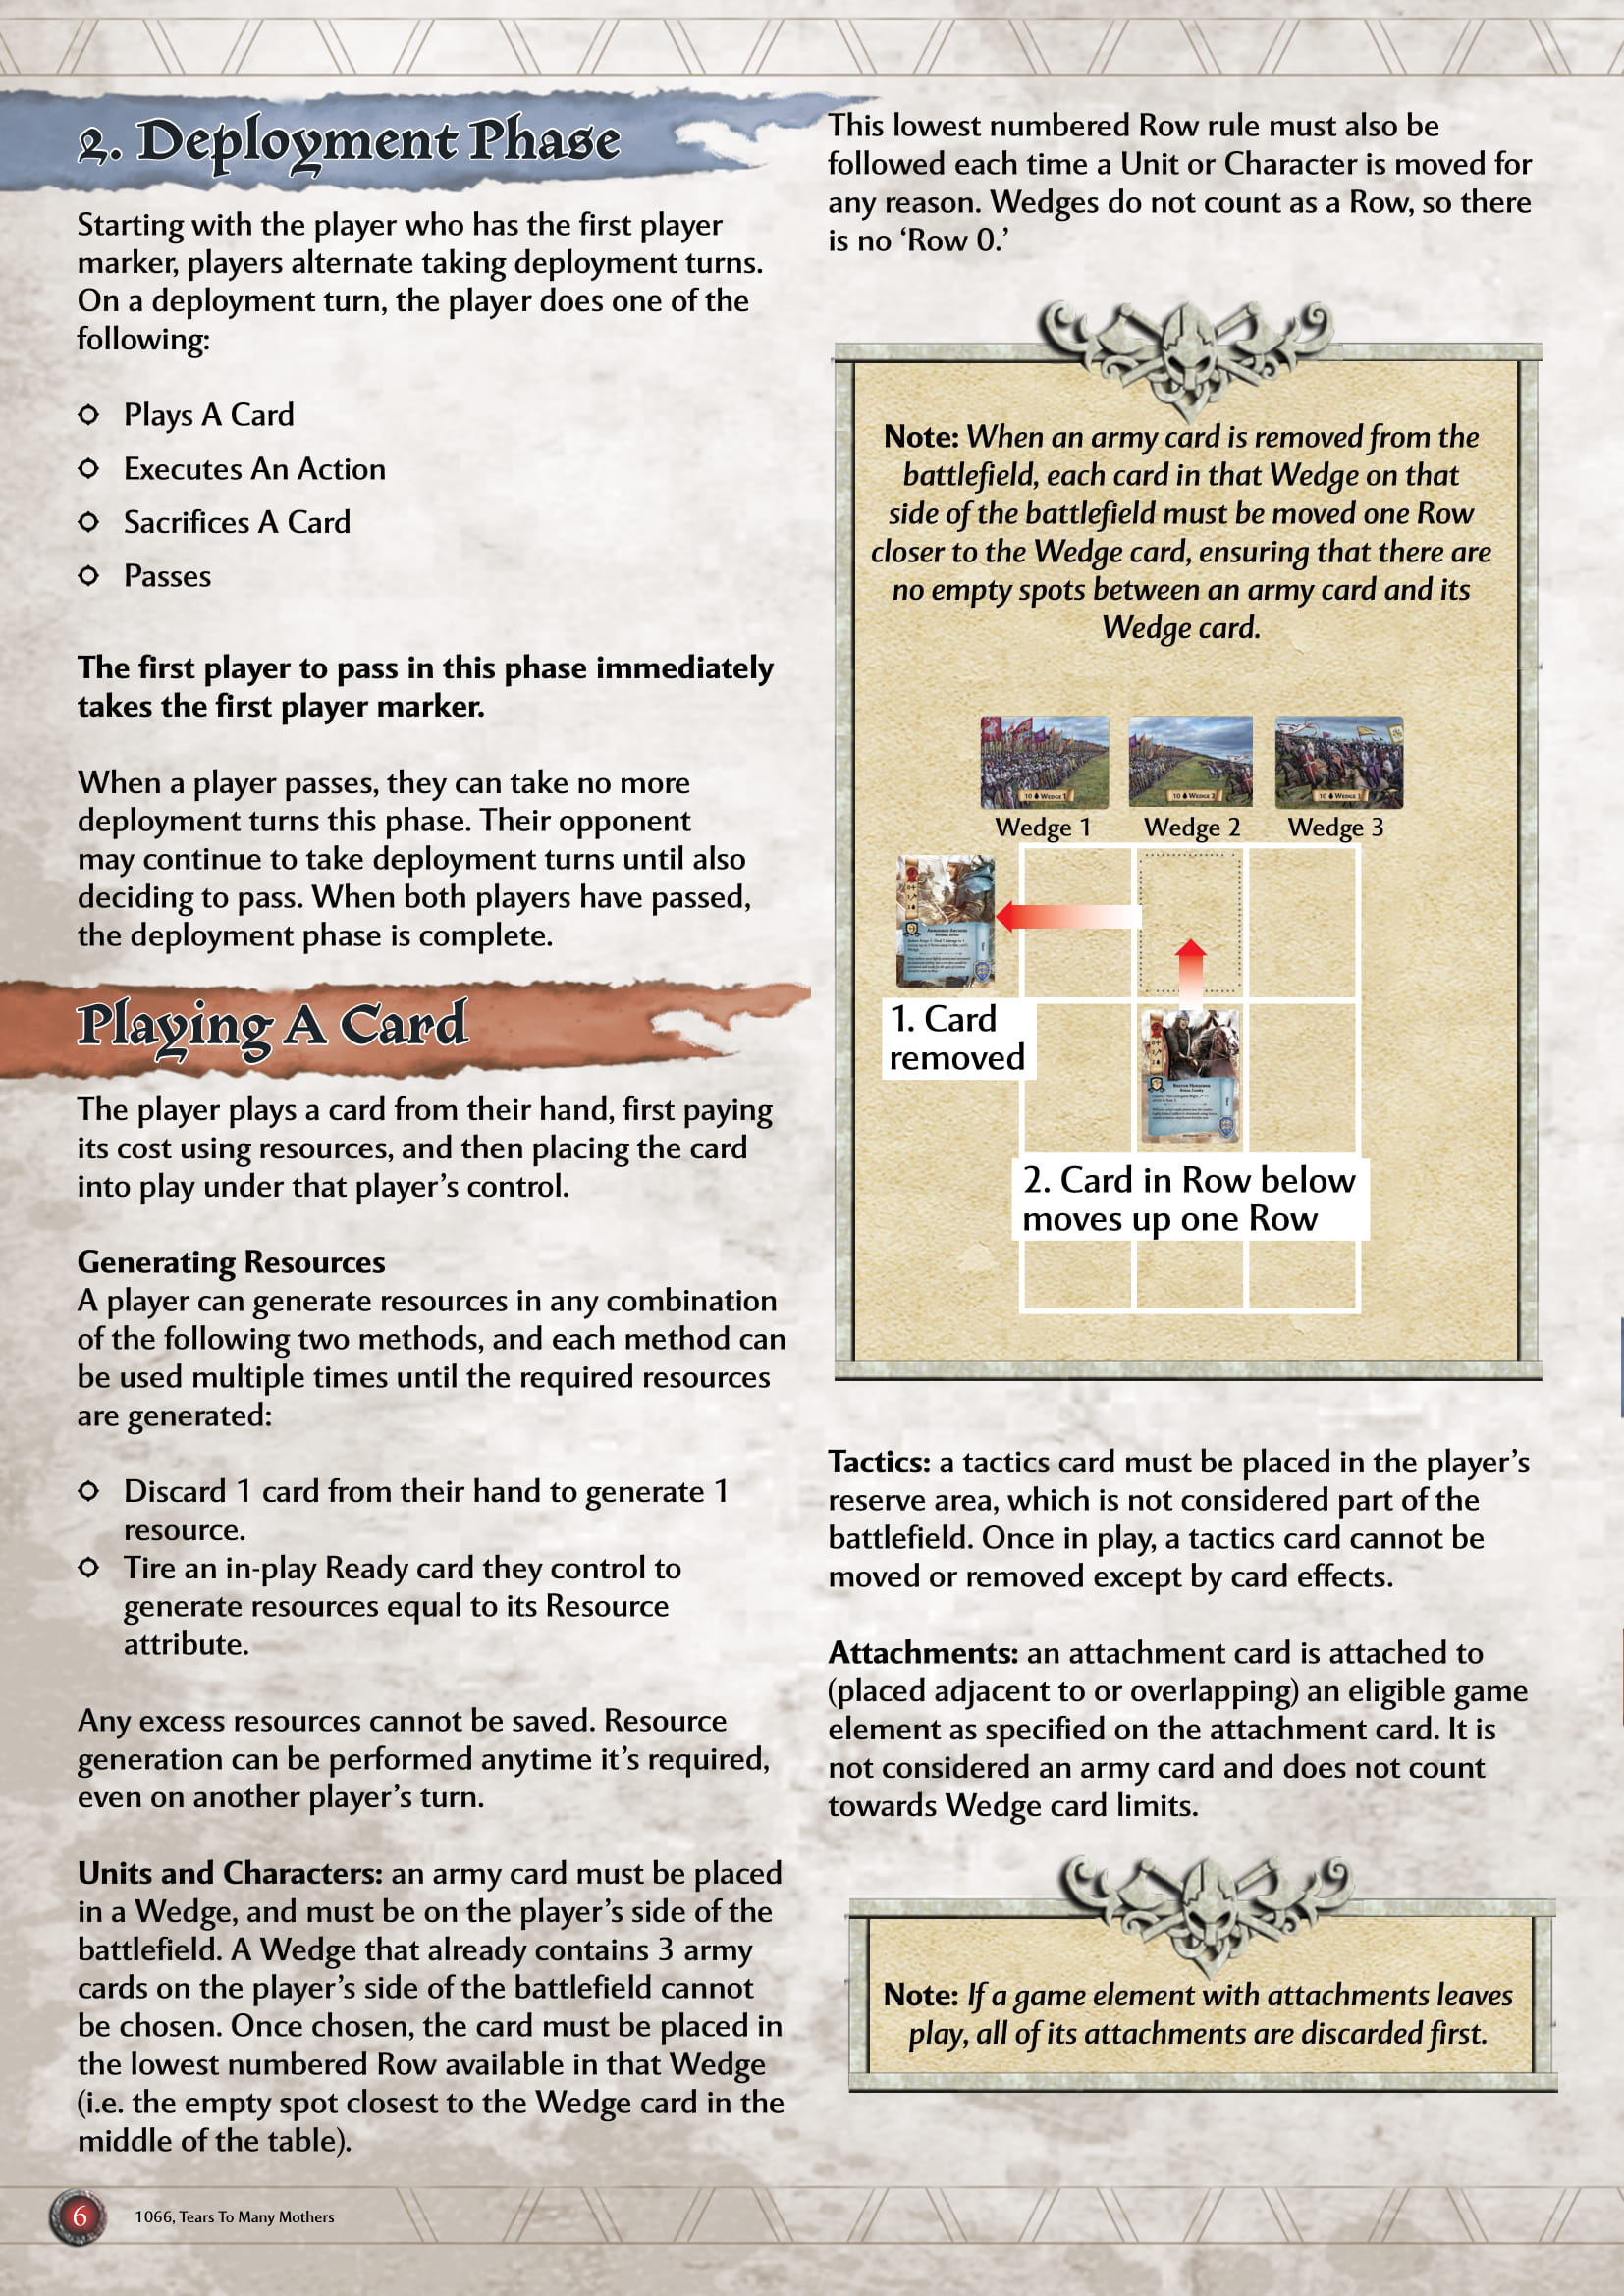 2. Deployment Phase
Starting with the player who has the first player
marker, players alternate taking deployment turns.
On a deployment turn, the player does one of the
following:
Plays A Card
Executes An Action
Sacrifices A Card
Passes
The first player to pass in this phase immediately
takes the first player marker.
When a player passes, they can take no more
deployment turns this phase. Their opponent
may continue to take deployment turns until also
deciding to pass. When both players have passed,
the deployment phase is complete.
Playing A Card
The player plays a card from their hand, first paying
its cost using resources, and then placing the card
into play under that player’s control.
Generating Resources
A player can generate resources in any combination
of the following two methods, and each method can
be used multiple times until the required resources
are generated:
Discard 1 card from their hand to generate 1
resource.
Tire an in-play Ready card they control to
generate resources equal to its Resource
attribute.
Any excess resources cannot be saved. Resource
generation can be performed anytime it’s required,
even on another player’s turn.
Units and Characters: an army card must be placed
in a Wedge, and must be on the player’s side of the
battlefield. A Wedge that already contains 3 army
cards on the player’s side of the battlefield cannot
be chosen. Once chosen, the card must be placed in
the lowest numbered Row available in that Wedge
(i.e. the empty spot closest to the Wedge card in the
middle of the table).
This lowest numbered Row rule must also be
followed each time a Unit or Character is moved for
any reason. Wedges do not count as a Row, so there
is no ‘Row 0.’
Note: When an army card is removed from the
battlefield, each card in that Wedge on that
side of the battlefield must be moved one Row
closer to the Wedge card, ensuring that there are
no empty spots between an army card and its
Wedge card.
10 Wedge 1
10 Wedge 2
10 Wedge 3
Wedge 1
Wedge 2
Wedge 3
1. Card
removed
2. Card in Row below
moves up one Row
Tactics: a tactics card must be placed in the player’s
reserve area, which is not considered part of the
battlefield. Once in play, a tactics card cannot be
moved or removed except by card effects.
Attachments: an attachment card is attached to
(placed adjacent to or overlapping) an eligible game
element as specified on the attachment card. It is
not considered an army card and does not count
towards Wedge card limits.
Note: If a game element with attachments leaves
play, all of its attachments are discarded first.
6
1066, Tears To Many Mothers